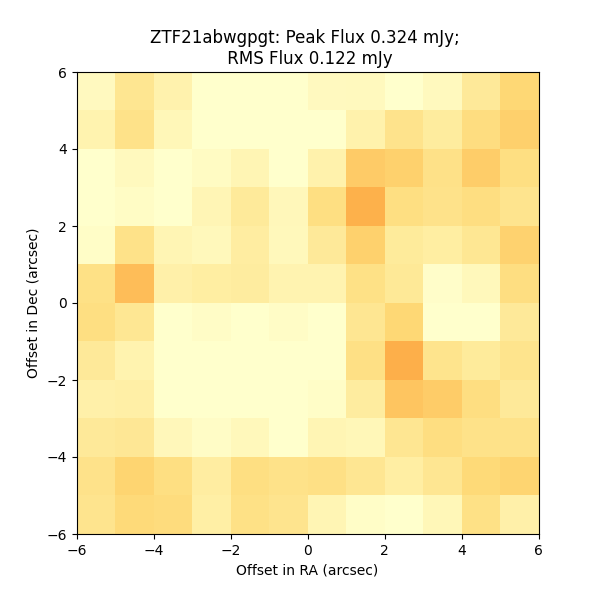 ZTF21abwgpgt: Peak Flux 0.324 mJy;
RMS Flux 0.122 mJy
6
4
2
0
−2
−4
−6
Offset in Dec (arcsec)
−6 −4 −2 0 2 4 6
Offset in RA (arcsec)